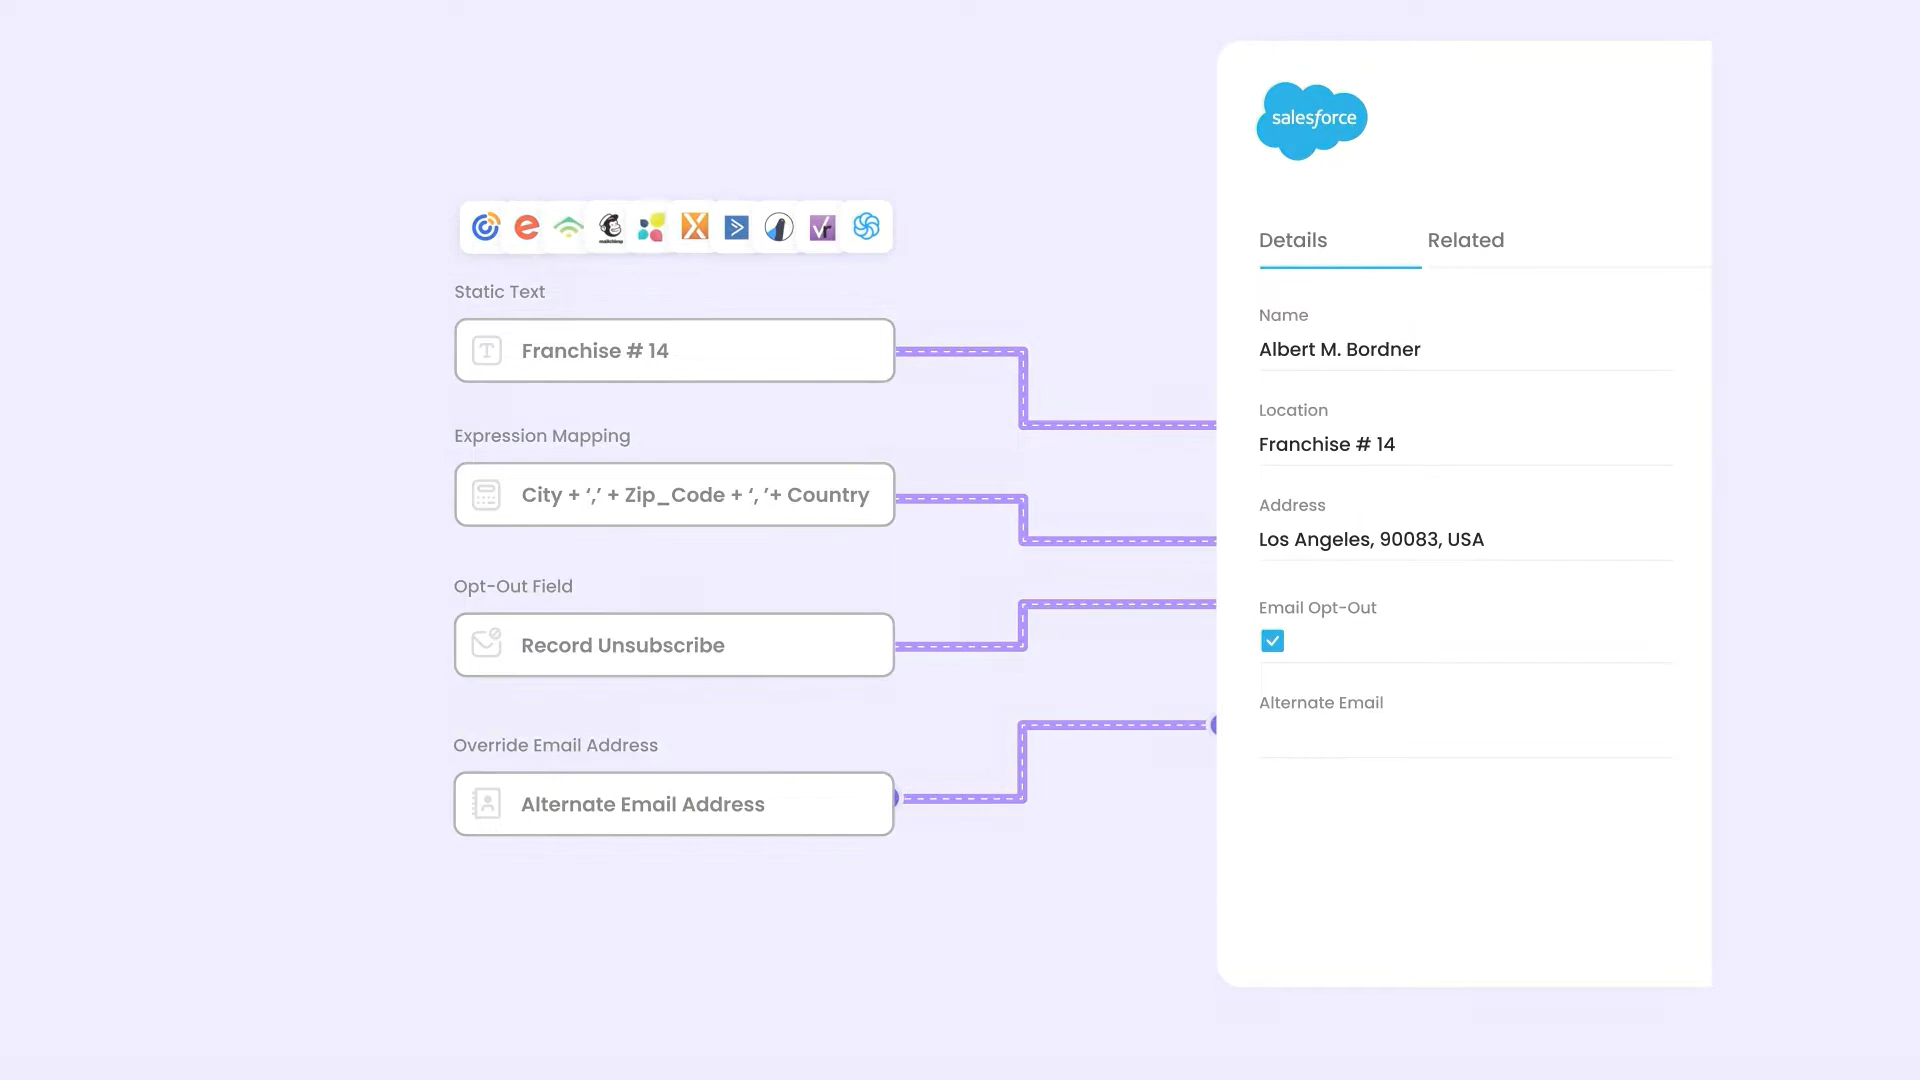 salesforce
mailchimp
Details Related
Static Text
Franchise # 14
Expression Mapping
City + ‘,’ + Zip_Code + ‘, ’+ Country
Opt-Out Field
Record Unsubscribe
Override Email Address
Alternate Email Address
Name
Albert M. Bordner
Location
Franchise # 14
Address
Los Angeles, 90083, USA
Email Opt-Out
Alternate Email